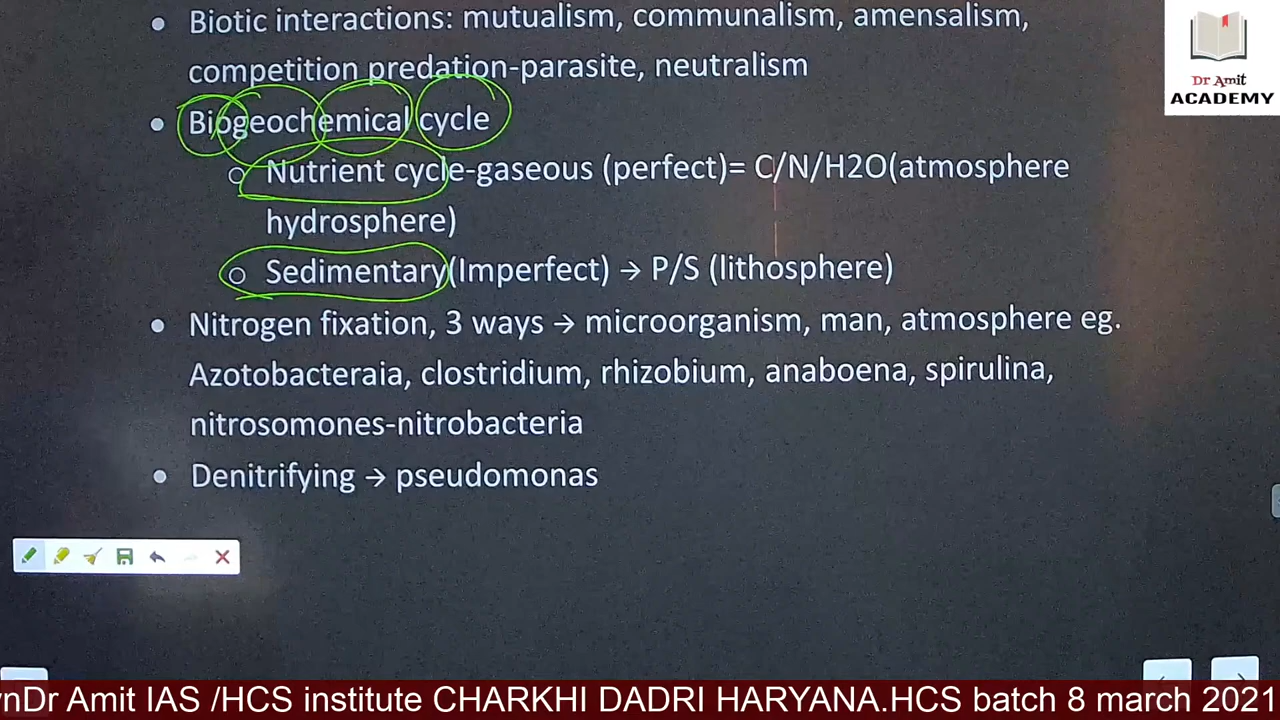 Biotic interactions: mutualism, communalism, amensalism,
Dr Amit
ACADEMY
competition predation-parasite, neutralism
Biogeochemical cycle
Nutrient cycle-gaseous (perfect)= C/N/H2O(atmosphere
hydrosphere)
Sedimentary(Imperfect) → P/S (lithosphere)
Nitrogen fixation, 3 ways → microorganism, man, atmosphere eg.
Azotobacteraia, clostridium, rhizobium, anaboena, spirulina,
nitrosomones-nitrobacteria
Denitrifying → pseudomonas
Dr Amit IAS /HCS institute CHARKHI DADRI HARYANA.HCS batch 8 march 2021